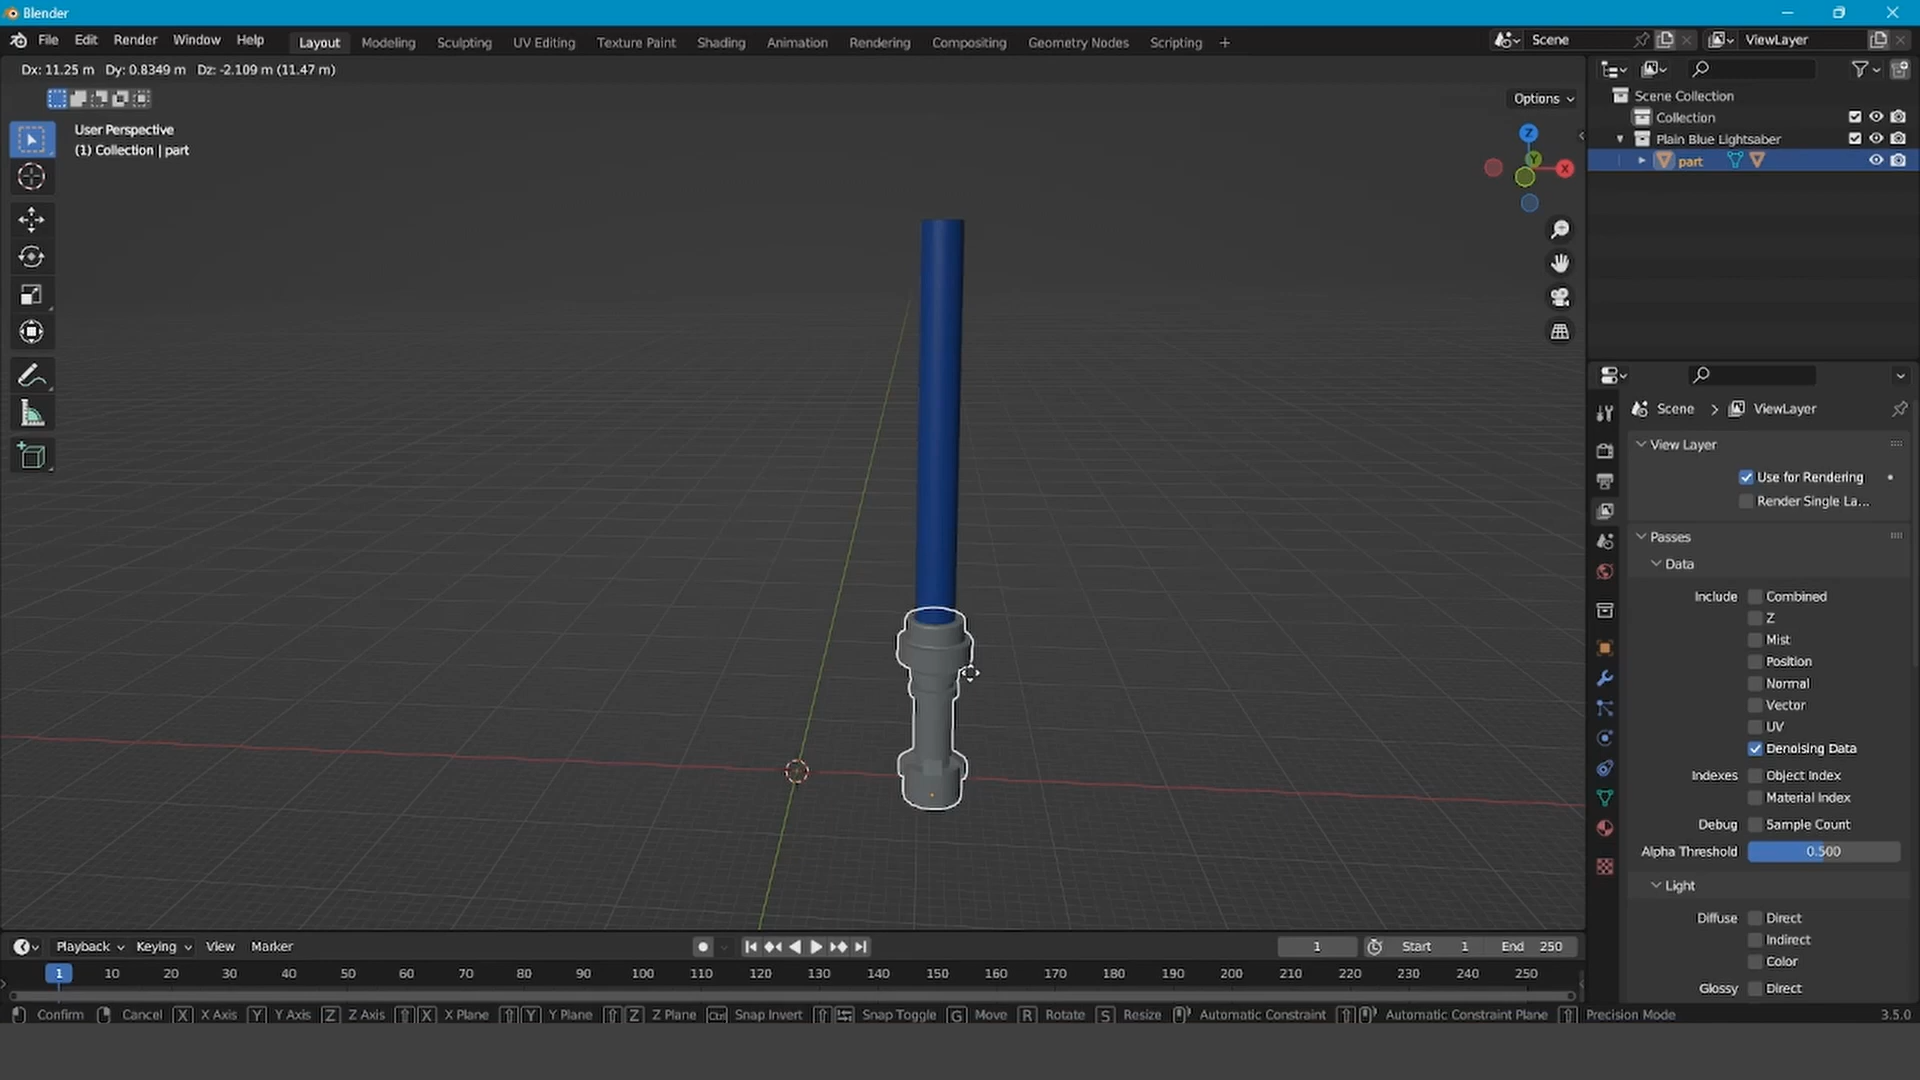 Blender
File Edit Render Window Help Layout Modeling Sculpting UV Editing Texture Paint Shading Animation Rendering Compositing Geometry Nodes Scripting + Scene ViewLayer
Dx: 11.25 m Dy: 0.8349 m Dz: -2.109 m (11.47 m)
Options
User Perspective
(1) Collection | part
Z
Y
X
Scene Collection
Collection
Plain Blue Lightsaber
part
Scene > ViewLayer
View Layer
Use for Rendering
Render Single La...
Passes
Data
Include Combined
Z
Mist
Position
Normal
Vector
UV
Denoising Data
Indexes Object Index
Material Index
Debug Sample Count
Alpha Threshold 0.500
Light
Diffuse Direct
Indirect
Color
Glossy Direct
Playback Keying View Marker 1 Start 1 End 250
1 10 20 30 40 50 60 70 80 90 100 110 120 130 140 150 160 170 180 190 200 210 220 230 240 250
Confirm Cancel X X Axis Y Y Axis Z Z Axis X X Plane Y Y Plane Z Z Plane Ctrl Snap Invert Snap Toggle G Move R Rotate S Resize Automatic Constraint Automatic Constraint Plane Precision Mode 3.5.0